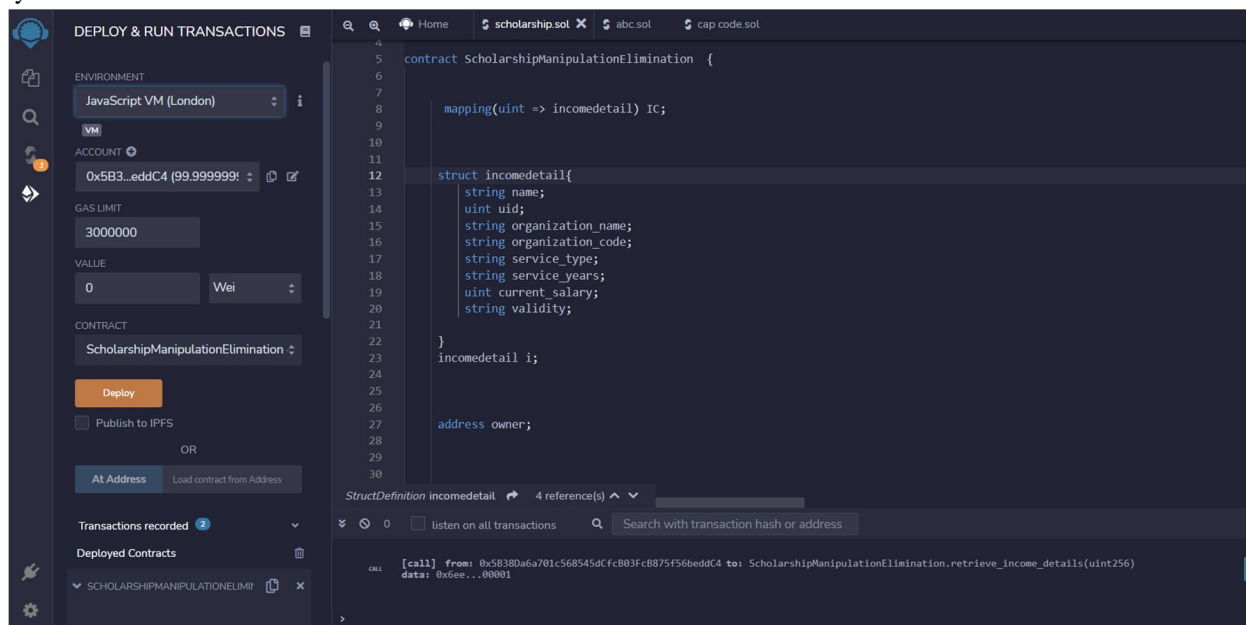 DEPLOY & RUN TRANSACTIONS
ENVIRONMENT
JavaScript VM (London)
VM
ACCOUNT
0x5B3...eddC4 (99.9999999
GAS LIMIT
3000000
VALUE
0 Wei
CONTRACT
ScholarshipManipulationElimination
Deploy
Publish to IPFS
OR
At Address Load contract from Address
Transactions recorded 2
Deployed Contracts
SCHOLARSHIPMANIPULATIONELIMI
1
Home scholarship.sol abc.sol cap code.sol
4
5 contract ScholarshipManipulationElimination {
6
7
8 mapping(uint => incomedetail) IC;
9
10
11
12 struct incomedetail{
13 string name;
14 uint uid;
15 string organization_name;
16 string organization_code;
17 string service_type;
18 string service_years;
19 uint current_salary;
20 string validity;
21
22 }
23 incomedetail i;
24
25
26
27 address owner;
28
29
30
StructDefinition incomedetail 4 reference(s)
0 listen on all transactions Search with transaction hash or address
CALL [call] from: 0x5B38Da6a701c568545dCfcB03FcB875f56beddC4 to: ScholarshipManipulationElimination.retrieve_income_details(uint256)
data: 0x6ee...00001
>